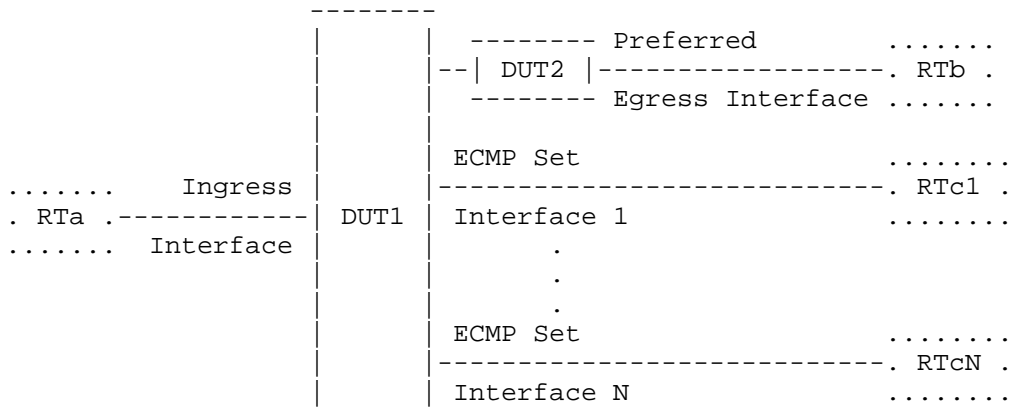 Preferred
DUT2 RTb
Egress Interface
ECMP Set
Ingress RTc1
RTa DUT1 Interface 1
Interface
ECMP Set
RTcN
Interface N